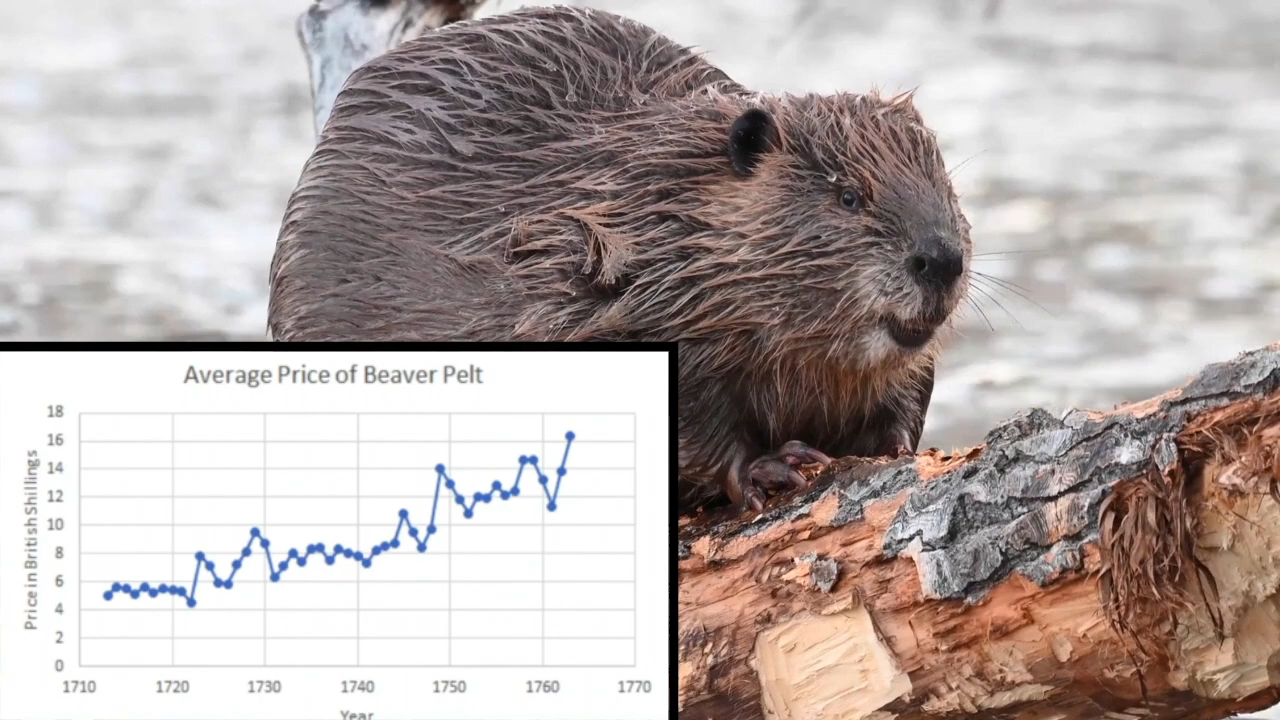 Average Price of Beaver Pelt
Price in British Shillings
18
16
14
12
10
8
6
4
2
0
1710 1720 1730 1740 1750 1760 1770
Year